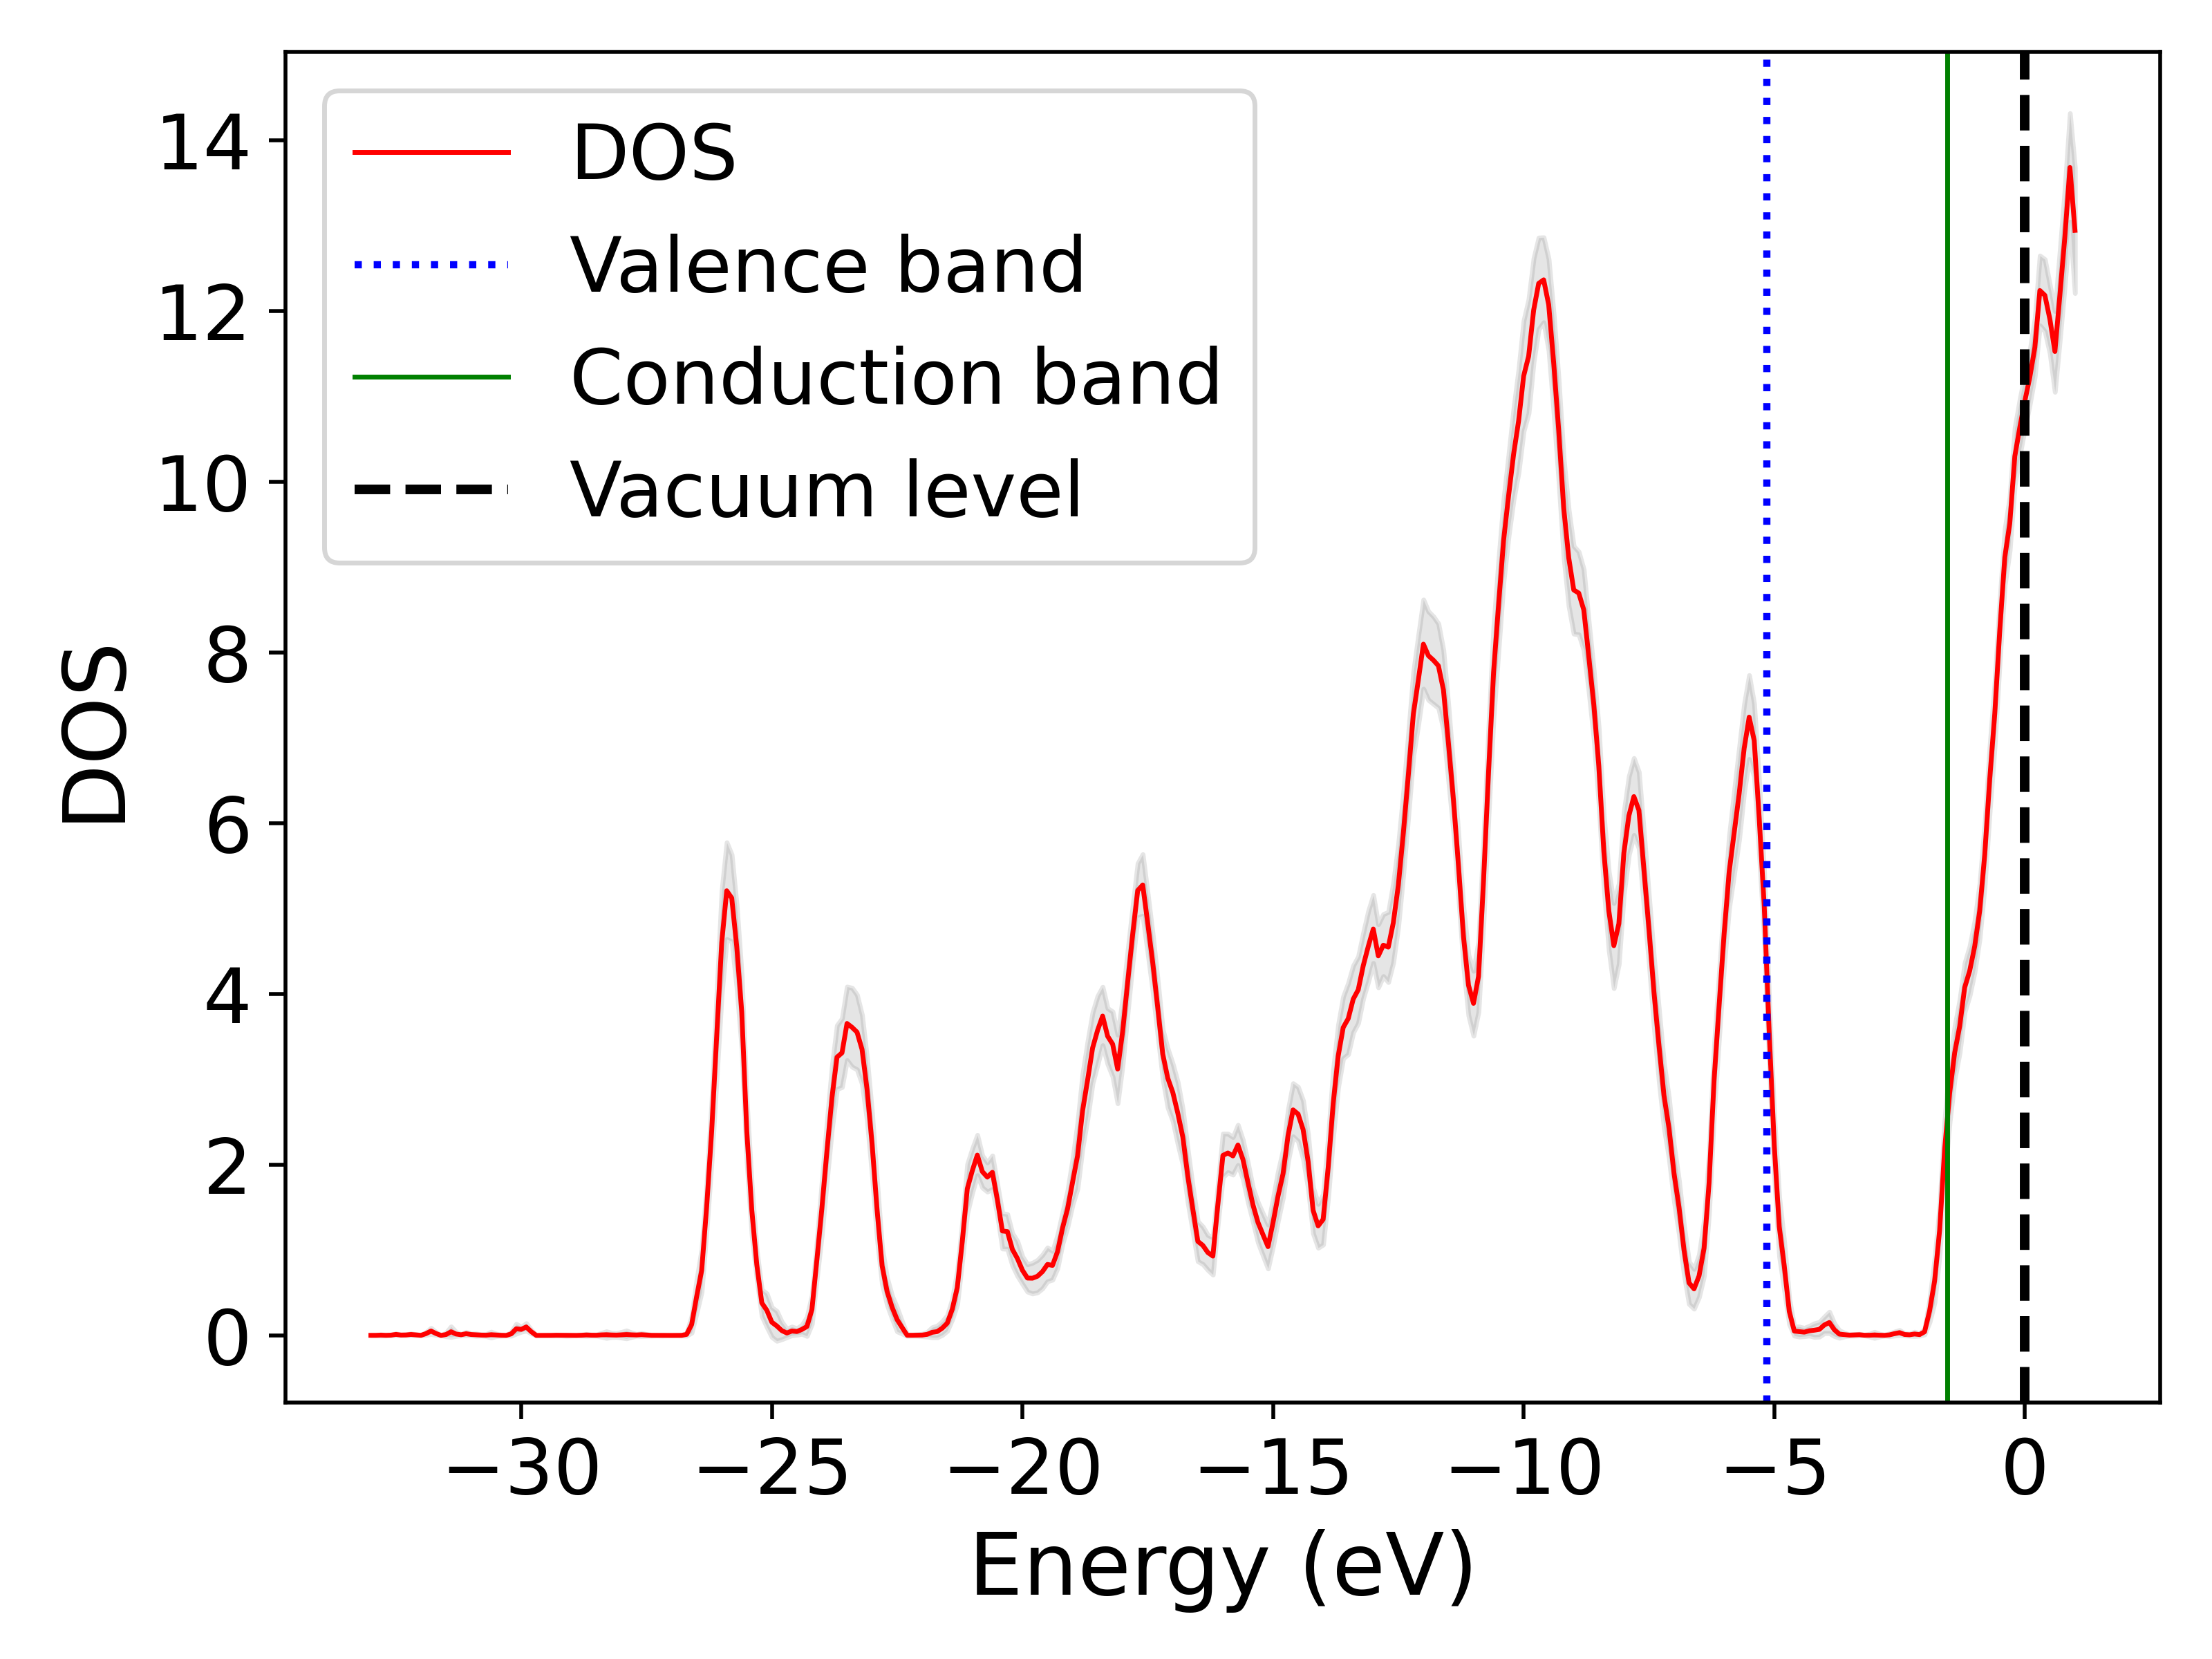 DOS
Valence band
Conduction band
Vacuum level
14
12
10
8
6
4
2
0
DOS
−30 −25 −20 −15 −10 −5 0
Energy (eV)